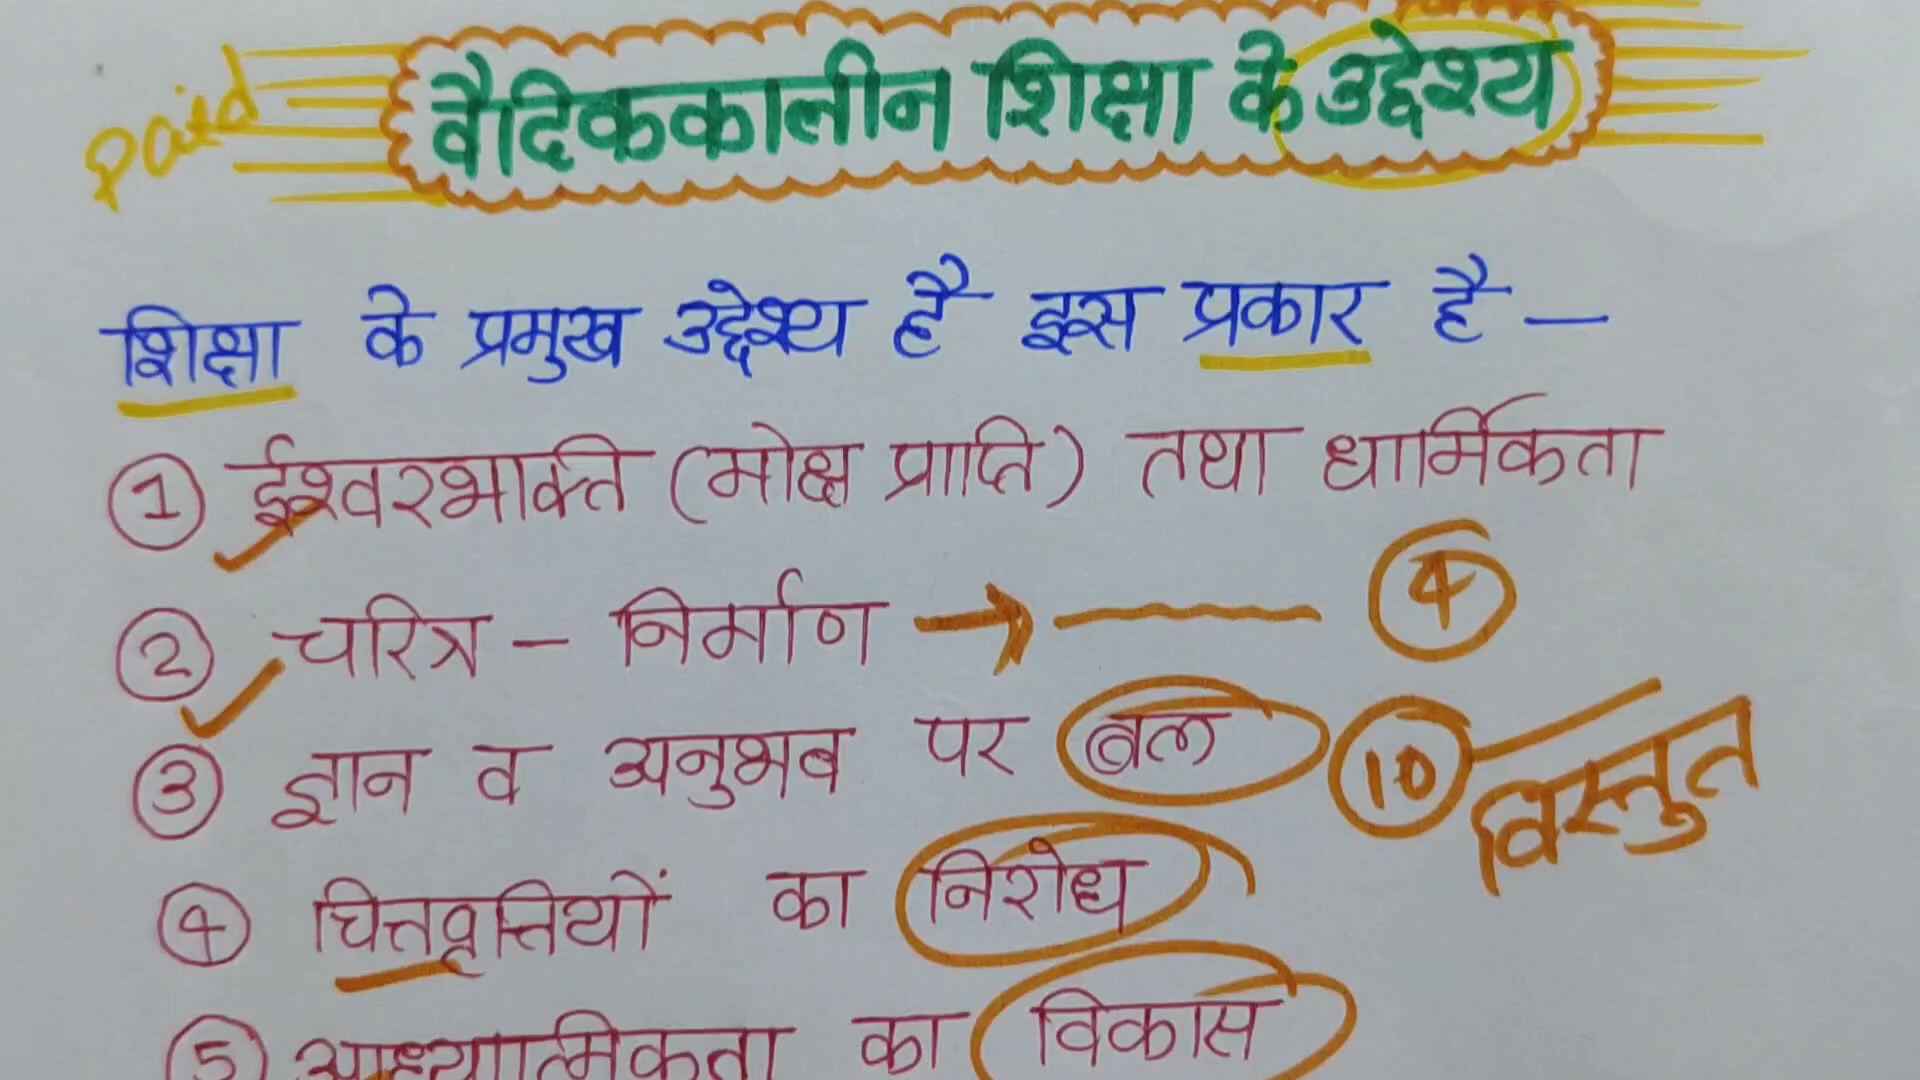 paid
वैदिककालीन शिक्षा के उद्देश्य
शिक्षा के प्रमुख उद्देश्य है इस प्रकार है –
① ईश्वरभक्ति (मोक्ष प्राप्ति) तथा धार्मिकता
② चरित्र – निर्माण → — ④
③ ज्ञान व अनुभव पर बल ⑩ विस्तृत
④ चित्तवृत्तियों का निरोध
⑤ आध्यात्मिकता का विकास